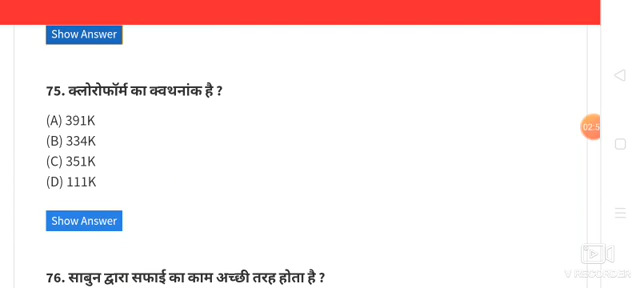 Show Answer
75. क्लोरोफॉर्म का क्वथनांक है ?
(A) 391K
(B) 334K
(C) 351K
(D) 111K
Show Answer
76. साबुन द्वारा सफाई का काम अच्छी तरह होता है ?
02:5
V RECORDER